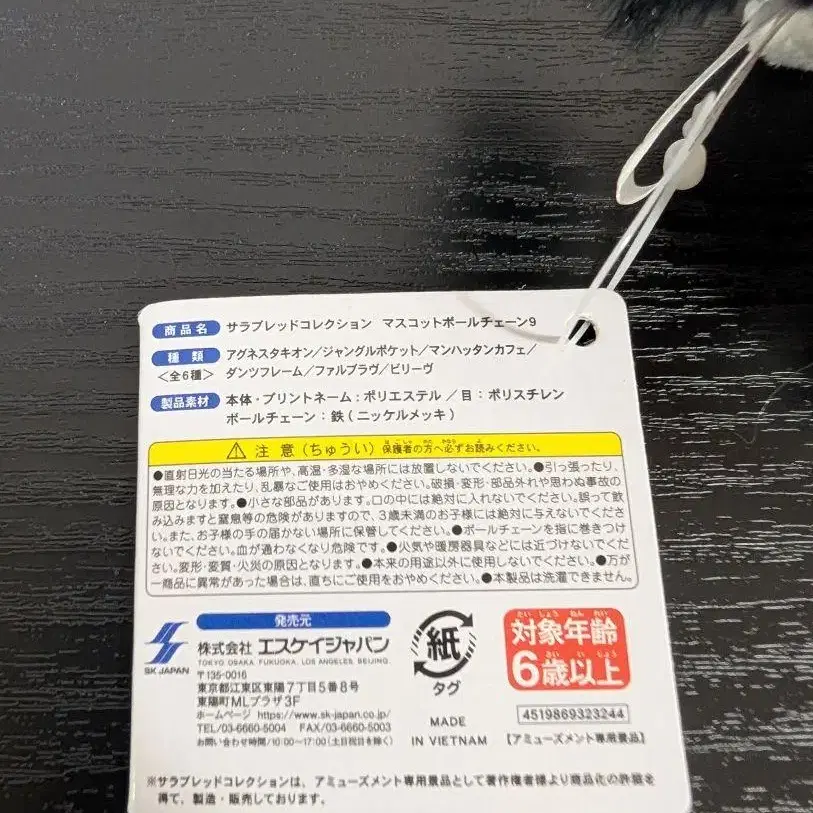 商品名 サラブレッドコレクション マスコットボールチェーン9
種類 アグネスタキオン／ジャングルポケット／マンハッタンカフェ／
＜全6種＞ ダンツフレーム／ファルブラヴ／ビリーヴ
製品素材 本体・プリントネーム：ポリエステル ／ 目：ポリスチレン
ボールチェーン：鉄（ニッケルメッキ）
注意（ちゅうい）保護者の方へ必ずお読みください。
●直射日光の当たる場所や、高温・多湿な場所には放置しないでください。●引っ張ったり、
無理な力を加えたり、乱暴なご使用はおやめください。破損・変形・部品外れや思わぬ事故の
原因となります。●小さな部品があります。口の中には絶対に入れないでください。誤って飲
み込みますと窒息等の危険がありますので、3歳未満のお子様には絶対に与えないでくださ
い。また、お子様の手の届かない場所に保管してください。●ボールチェーンを指に巻きつけ
ないでください。血が通わなくなり危険です。●火気や暖房器具などには近づけないでくだ
さい。変形・変質・火災の原因となります。●本来の用途以外に使用しないでください。●万が
一商品に異常があった場合は、直ちにご使用をおやめください。●本製品は洗濯できません。
発売元
SK JAPAN
株式会社 エスケイジャパン
TOKYO, OSAKA, FUKUOKA, LOS ANGELES, BEIJING.
〒135-0016
東京都江東区東陽7丁目5番8号
東陽町MLプラザ3F
ホームページ https://www.sk-japan.co.jp/
TEL/03-6660-5004 FAX/03-6660-5003
お問い合わせ時間/10:00〜17:00（土日祝日を除く）
紙
タグ
MADE
IN VIETNAM
たいしょうねんれい
対象年齢
さいいじょう
6歳以上
4519869323244
【アミューズメント専用景品】
※サラブレッドコレクションは、アミューズメント専用景品として著作権者様より商品化の許諾を
得て、製造・販売しております。